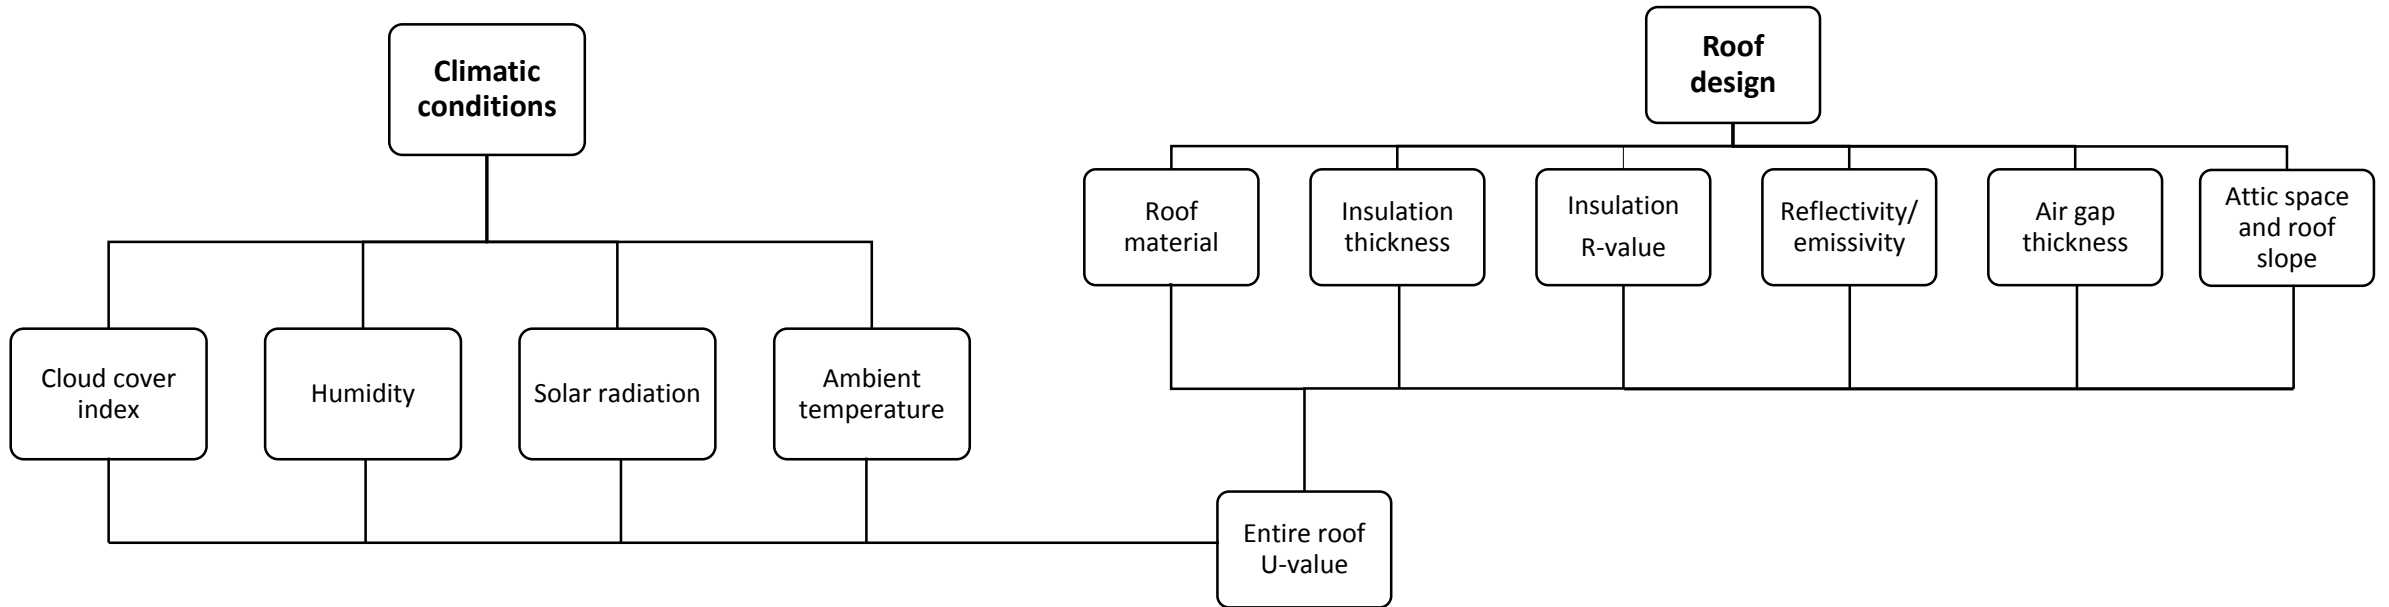 Climatic
conditions
Roof
design
Roof
material
Insulation
thickness
Insulation
R-value
Reflectivity/
emissivity
Air gap
thickness
Attic space
and roof
slope
Cloud cover
index
Humidity
Solar radiation
Ambient
temperature
Entire roof
U-value